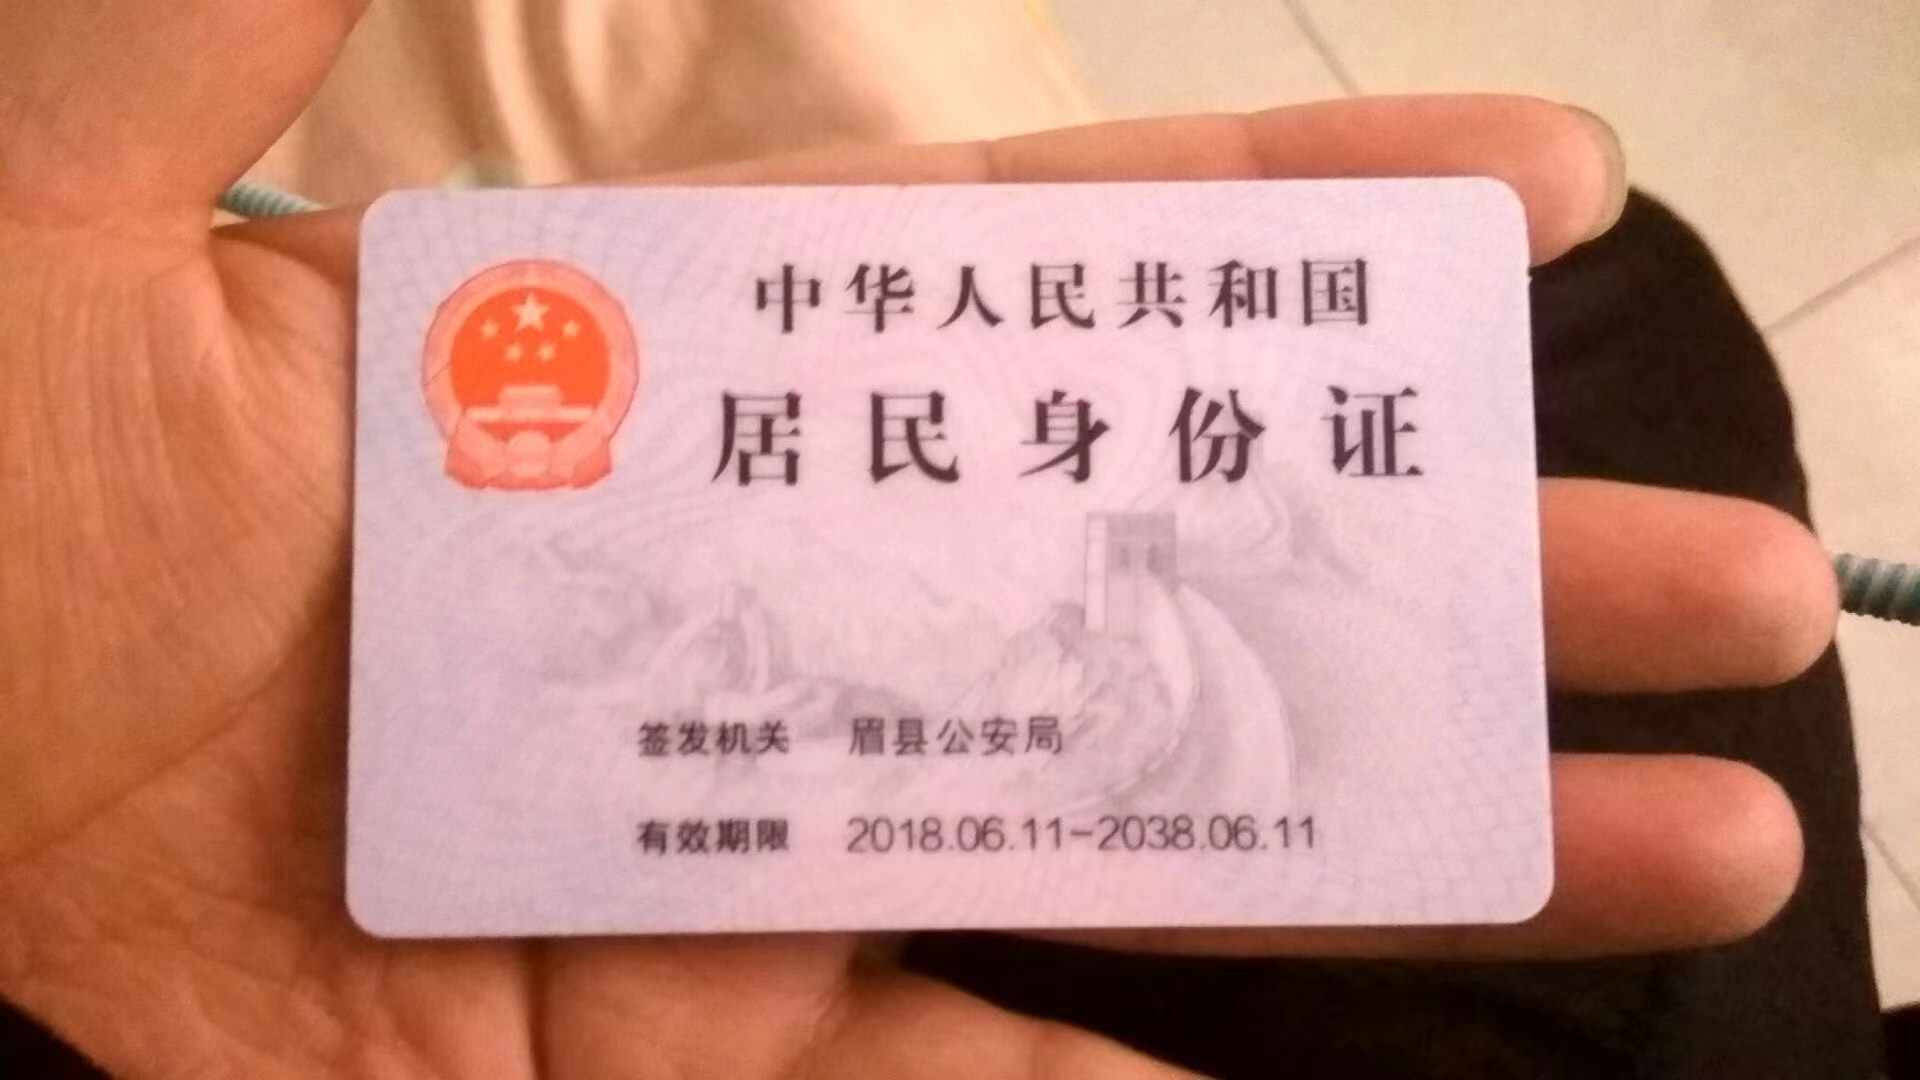 中华人民共和国
居民身份证
签发机关 眉县公安局
有效期限 2018.06.11-2038.06.11